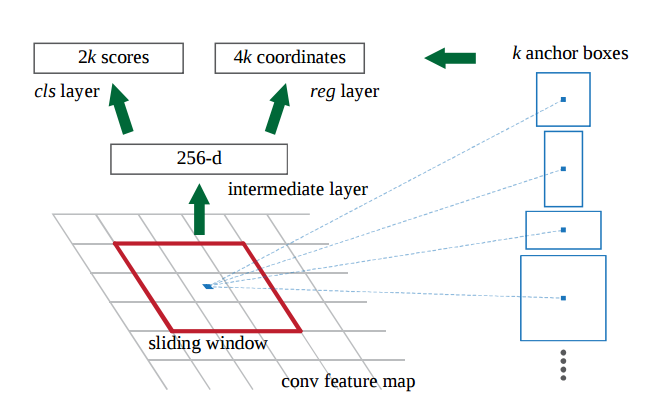 2k scores
4k coordinates
k anchor boxes
cls layer
reg layer
256-d
intermediate layer
sliding window
conv feature map